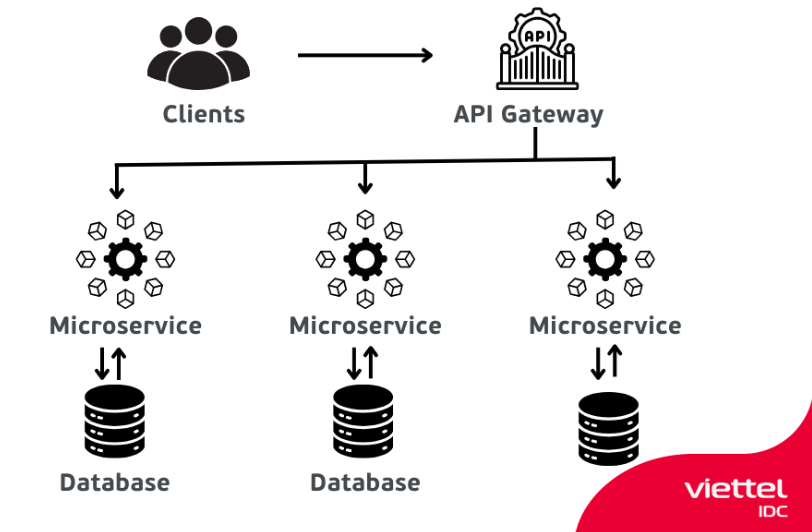 API
Clients
API Gateway
Microservice
Microservice
Microservice
Database
Database
viettel
IDC